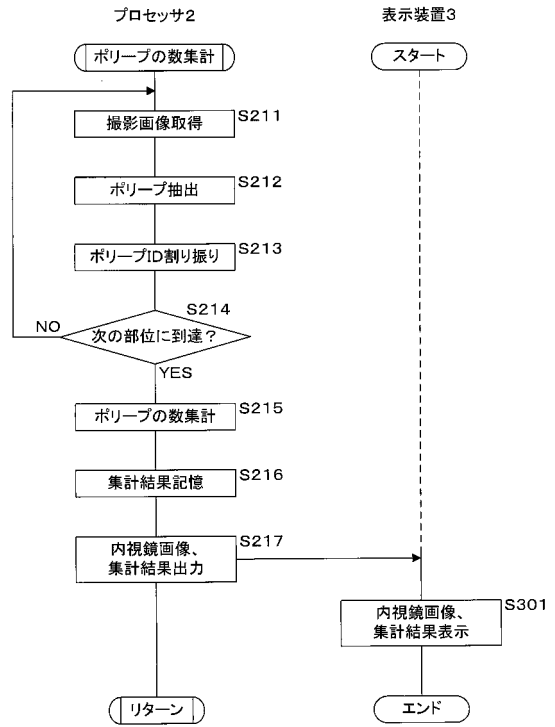 プロセッサ2
表示装置3
ポリープの数集計
スタート
撮影画像取得
S211
ポリープ抽出
S212
ポリープID割り振り
S213
S214
次の部位に到達?
NO
YES
ポリープの数集計
S215
集計結果記憶
S216
内視鏡画像、
集計結果出力
S217
内視鏡画像、
集計結果表示
S301
リターン
エンド